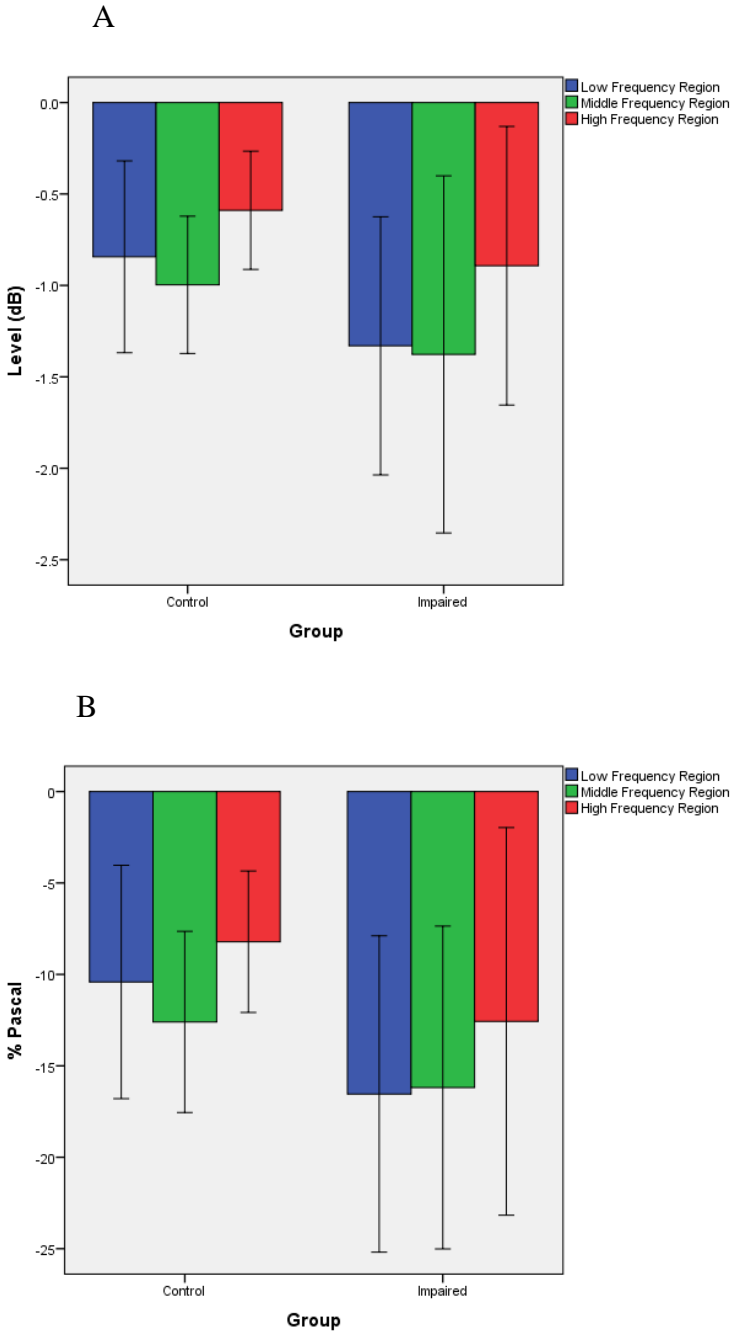 A
Low Frequency Region
Middle Frequency Region
High Frequency Region
0.0
-0.5
-1.0
-1.5
-2.0
-2.5
Level (dB)
Control Impaired
Group
B
Low Frequency Region
Middle Frequency Region
High Frequency Region
0
-5
-10
-15
-20
-25
% Pascal
Control Impaired
Group